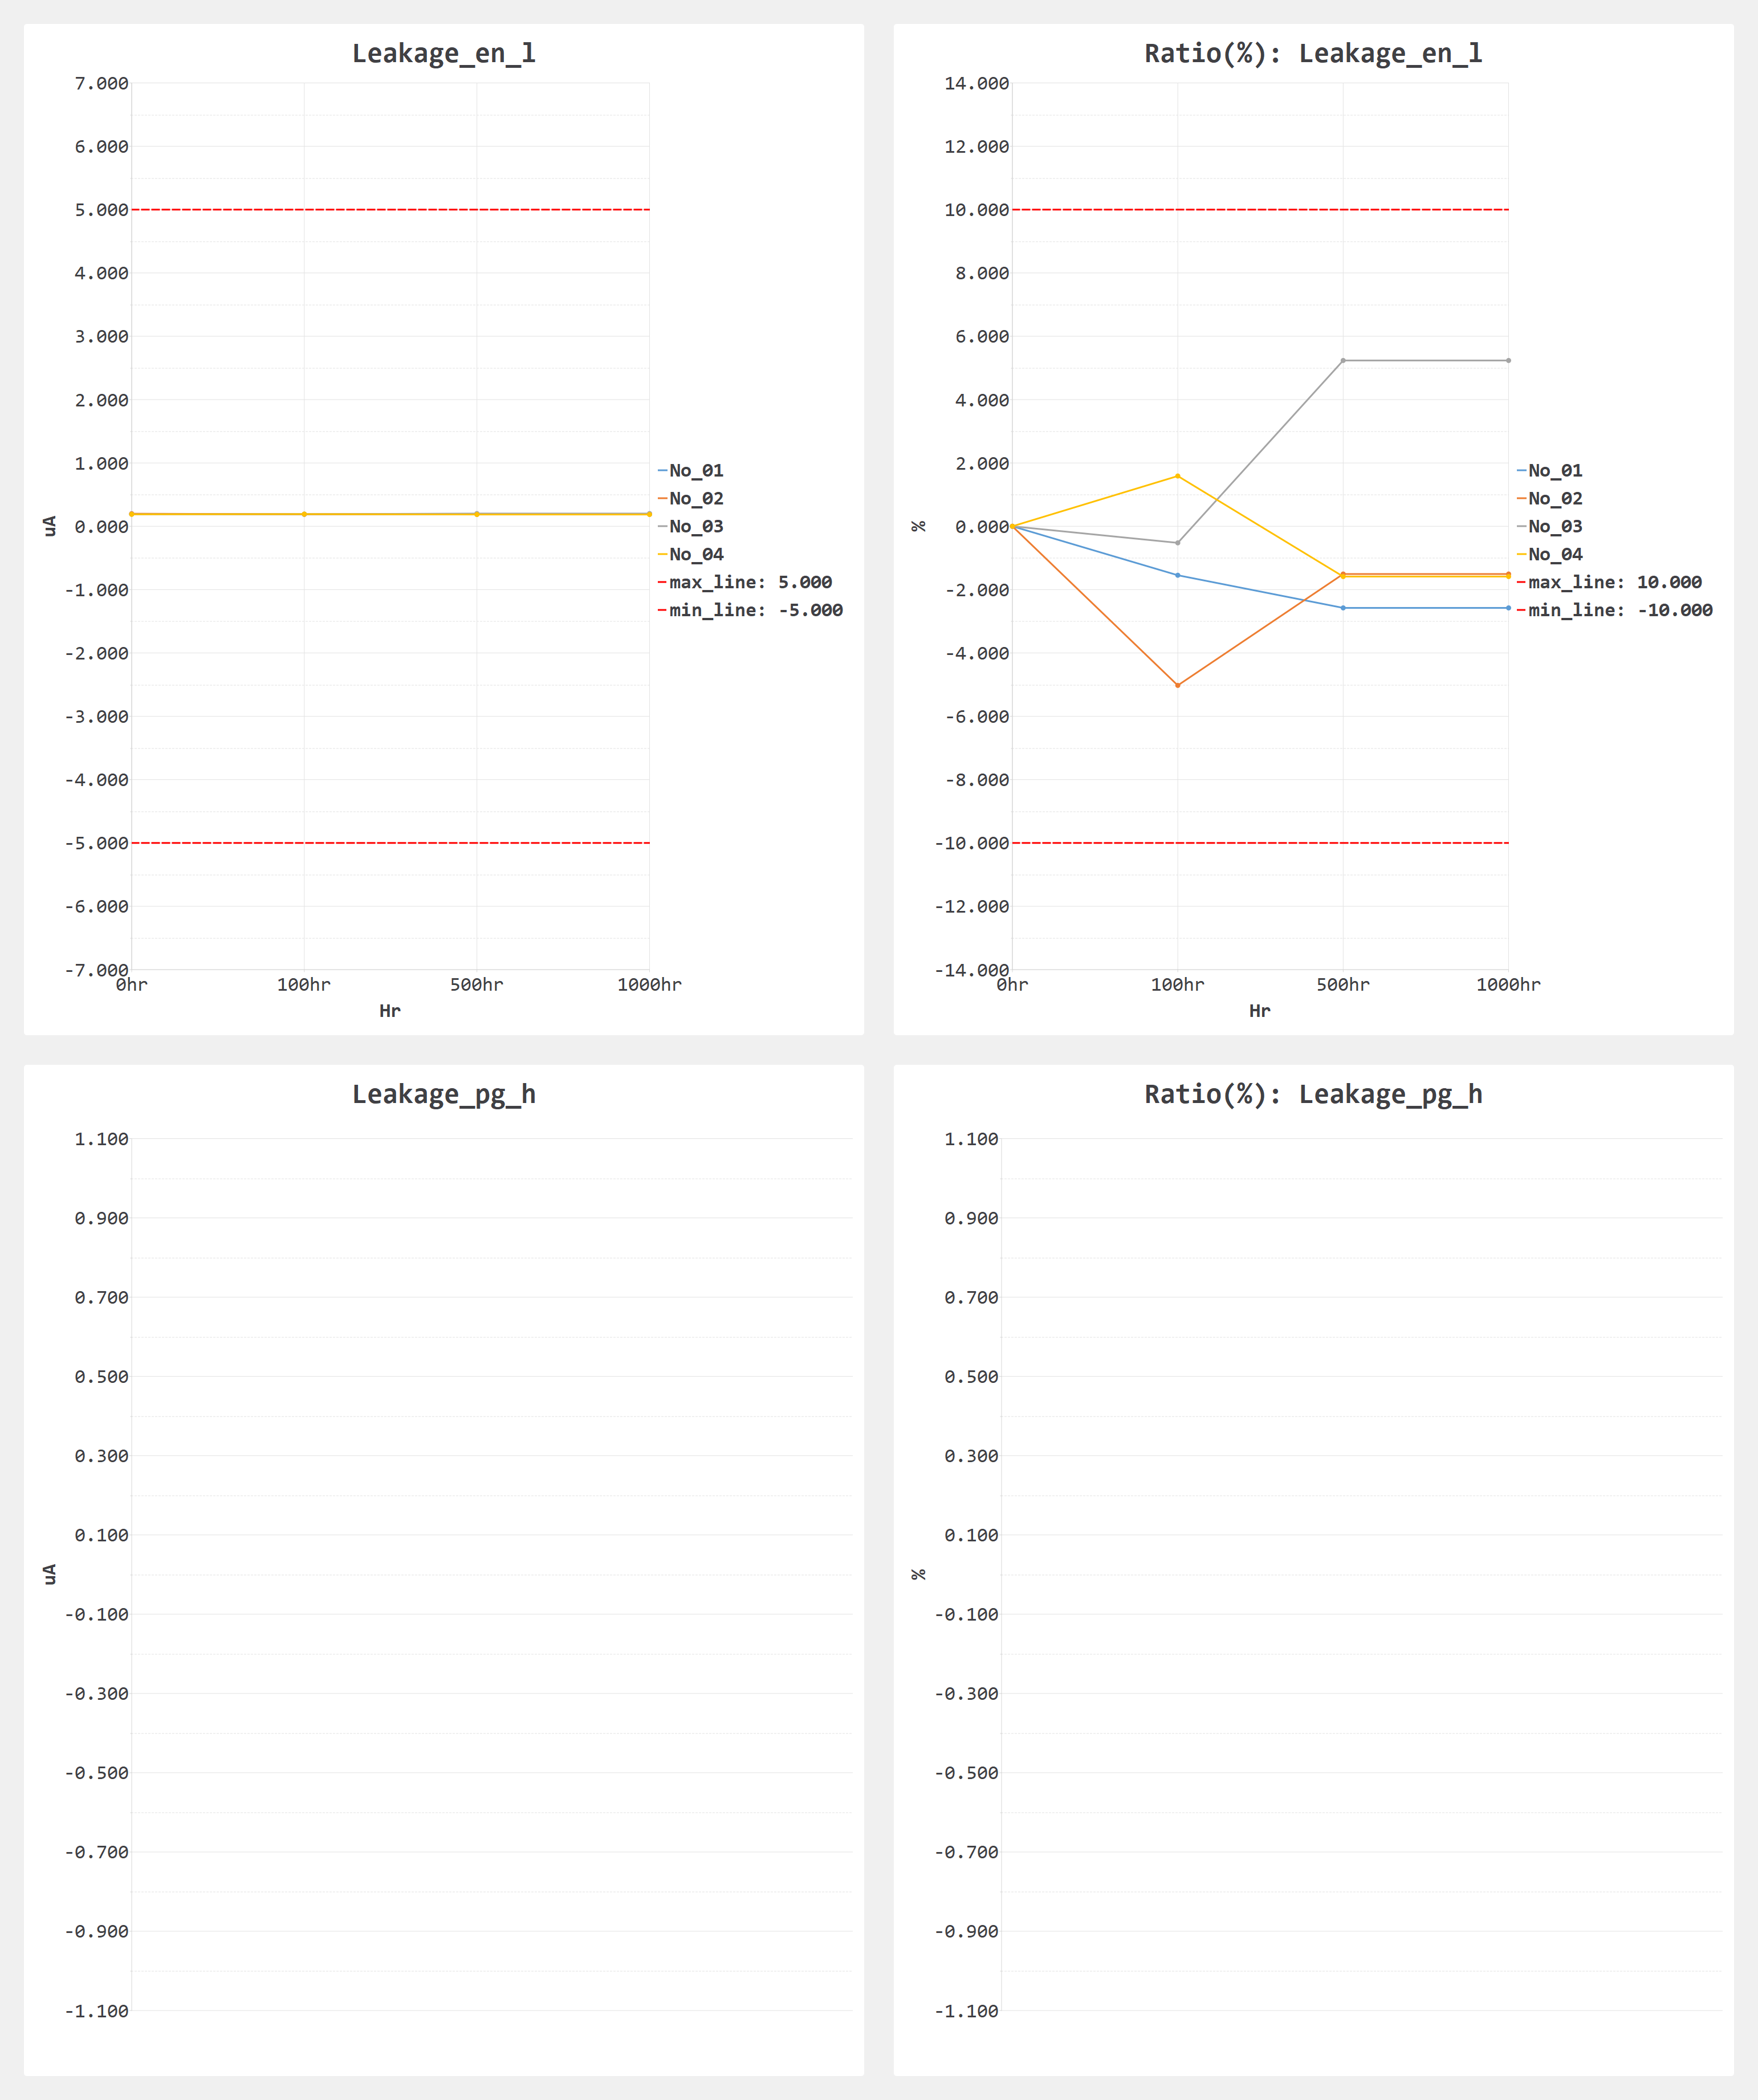 Leakage_en_l
7.000
6.000
5.000
4.000
3.000
2.000
1.000
0.000
-1.000
-2.000
-3.000
-4.000
-5.000
-6.000
-7.000
uA
0hr 100hr 500hr 1000hr
Hr
No_01
No_02
No_03
No_04
max_line: 5.000
min_line: -5.000
Ratio(%): Leakage_en_l
14.000
12.000
10.000
8.000
6.000
4.000
2.000
0.000
-2.000
-4.000
-6.000
-8.000
-10.000
-12.000
-14.000
%
0hr 100hr 500hr 1000hr
Hr
No_01
No_02
No_03
No_04
max_line: 10.000
min_line: -10.000
Leakage_pg_h
1.100
0.900
0.700
0.500
0.300
0.100
-0.100
-0.300
-0.500
-0.700
-0.900
-1.100
uA
Ratio(%): Leakage_pg_h
1.100
0.900
0.700
0.500
0.300
0.100
-0.100
-0.300
-0.500
-0.700
-0.900
-1.100
%